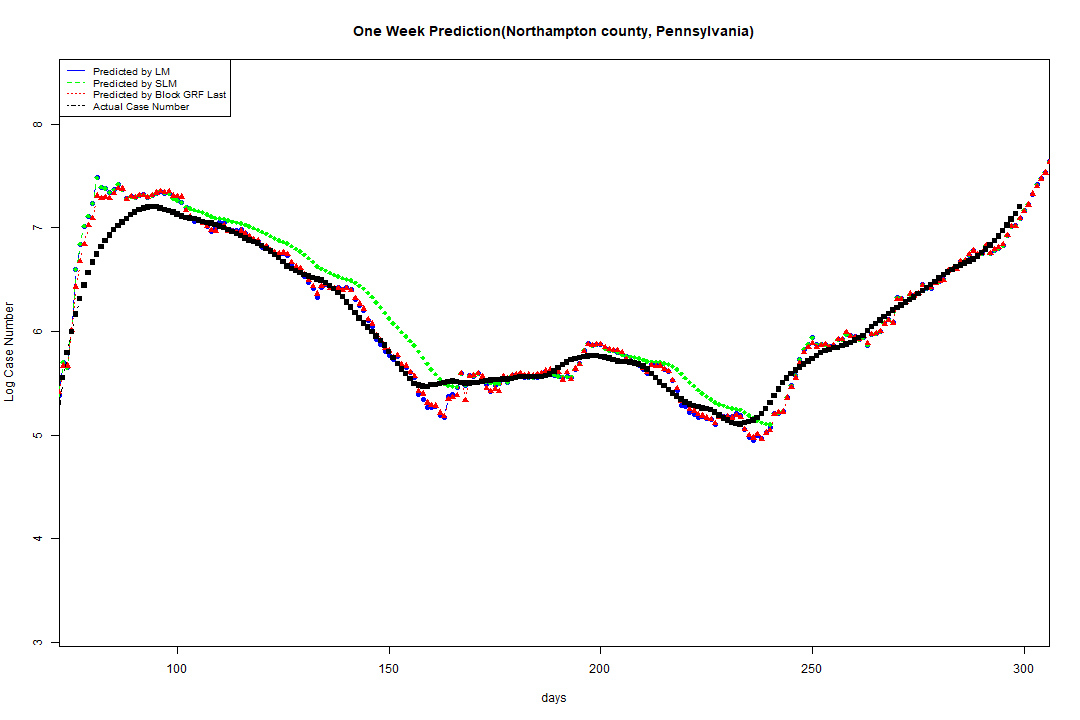 One Week Prediction(Northampton county, Pennsylvania)
Predicted by LM
Predicted by SLM
Predicted by Block GRF Last
Actual Case Number
8
7
6
5
4
3
Log Case Number
100 150 200 250 300
days